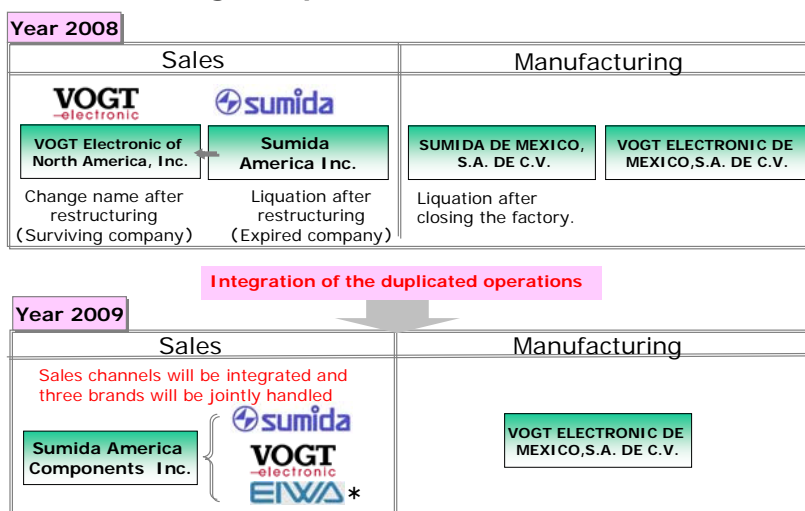 Year 2008
Sales
Manufacturing
VOGT
electronic
sumida
VOGT Electronic of
North America, Inc.
Sumida
America Inc.
SUMIDA DE MEXICO,
S.A. DE C.V.
VOGT ELECTRONIC DE
MEXICO,S.A. DE C.V.
Change name after
restructuring
(Surviving company)
Liquation after
restructuring
(Expired company)
Liquation after
closing the factory.
Integration of the duplicated operations
Year 2009
Sales
Manufacturing
Sales channels will be integrated and
three brands will be jointly handled
Sumida America
Components Inc.
sumida
VOGT
electronic
EIWA *
VOGT ELECTRONIC DE
MEXICO,S.A. DE C.V.